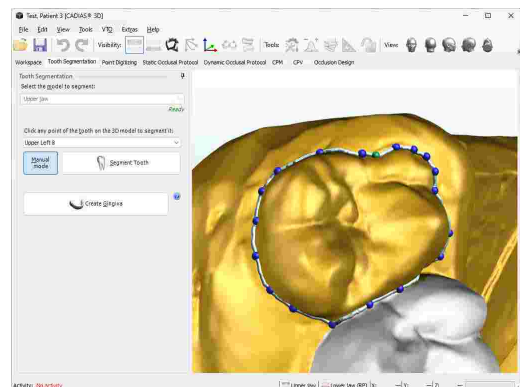 Test, Patient 3 [CADIAS® 3D]
File Edit View Tools VTO Extras Help
Visibility: Tools: View:
Workspace Tooth Segmentation Point Digitizing Static Occlusal Protocol Dynamic Occlusal Protocol CPM CPV Occlusion Design
Tooth Segmentation
Select the model to segment:
Upper Jaw
Ready
Click any point of the tooth on the 3D model to segment it:
Upper Left 8
Manual mode
Segment Tooth
Create Gingiva
Activity: No activity Upper Jaw Lower Jaw (RP) X: - Y: - Z: -